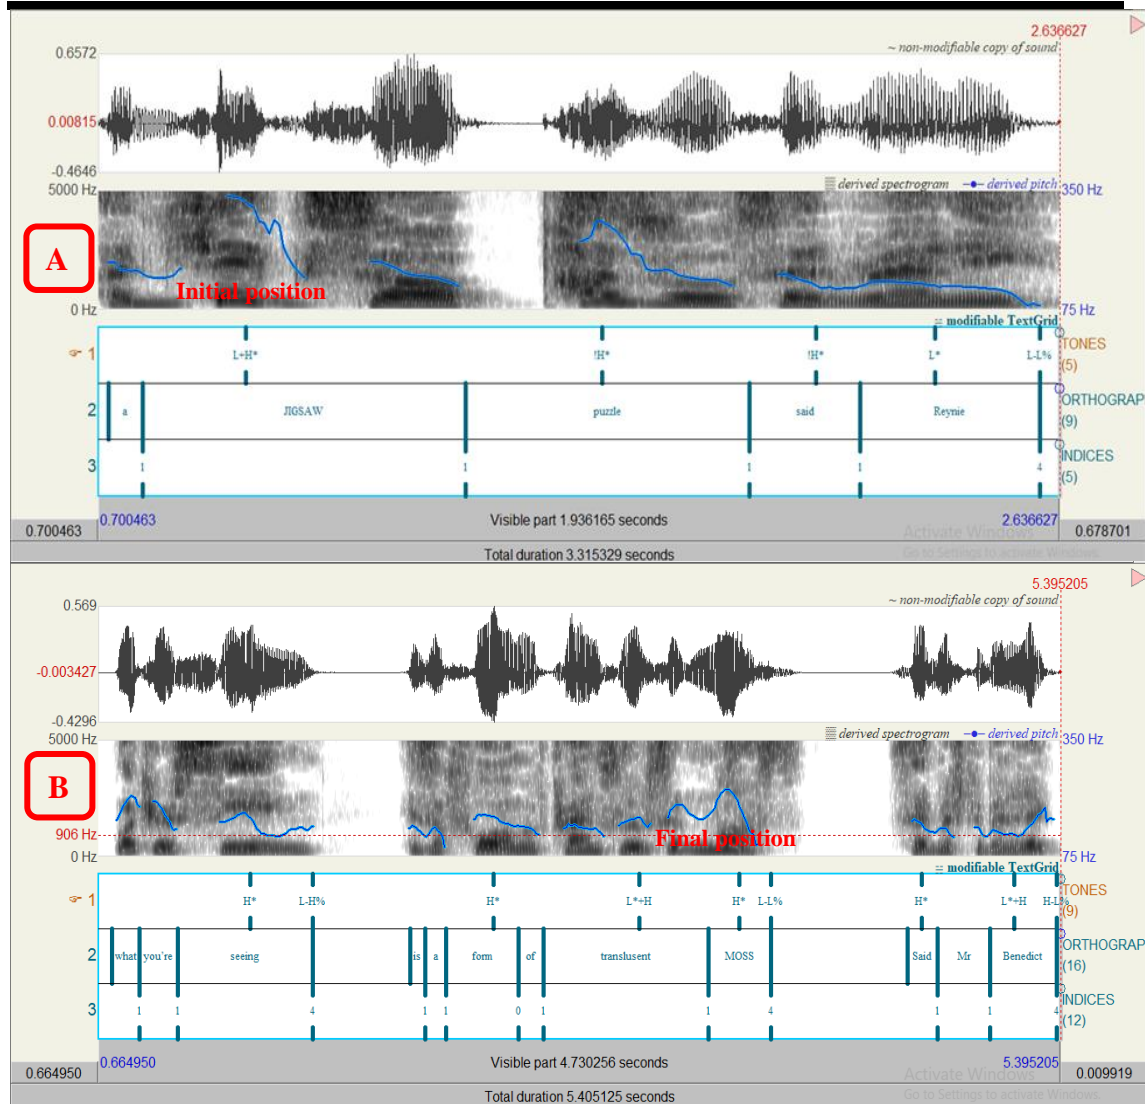 2.636627
0.6572
~ non-modifiable copy of sound
0.00815
-0.4646
5000 Hz
derived spectrogram derived pitch
350 Hz
A
Initial position
0 Hz
75 Hz
modifiable TextGrid
1 L+H* !H* !H* L* L-L% TONES
(5)
2 a JIGSAW puzzle said Reynie ORTHOGRAP
(9)
3 1 1 1 1 4 INDICES
(5)
0.700463 0.700463 Visible part 1.936165 seconds 2.636627 0.678701
Activate Windows
Total duration 3.315329 seconds
Go to Settings to activate Windows.
5.395205
0.569
~ non-modifiable copy of sound
-0.003427
-0.4296
5000 Hz
derived spectrogram derived pitch
350 Hz
B
906 Hz
Final position
0 Hz
75 Hz
modifiable TextGrid
1 H* L-H% H* L*+H H* L-L% H* L*+H H-L% TONES
(9)
2 what you're seeing is a form of translusent MOSS Said Mr Benedict ORTHOGRAP
(16)
3 1 1 4 1 1 0 1 1 4 1 1 4 INDICES
(12)
0.664950 0.664950 Visible part 4.730256 seconds 5.395205 0.009919
Activate Windows
Total duration 5.405125 seconds
Go to Settings to activate Windows.